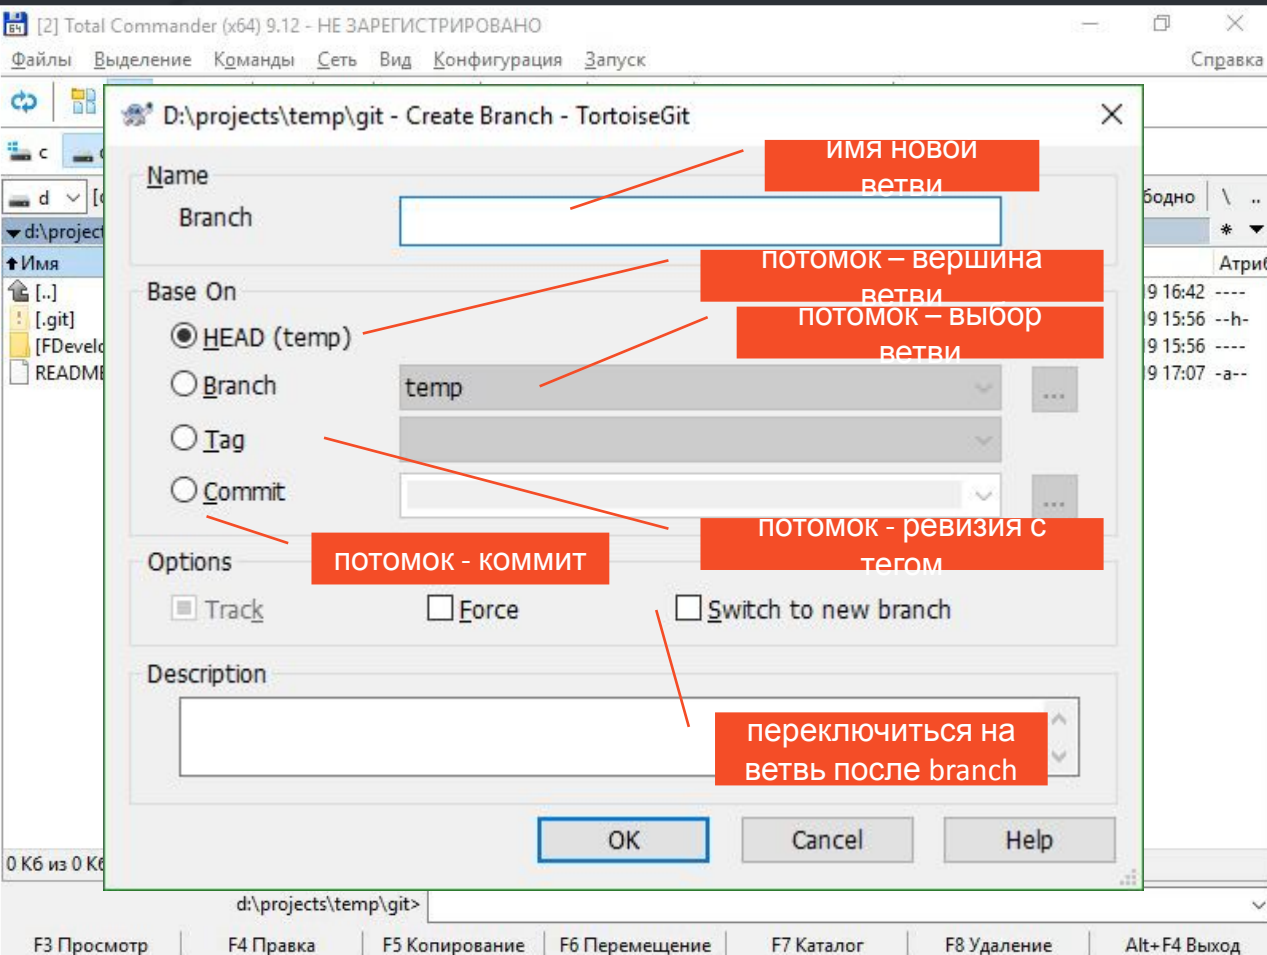 [2] Total Commander (x64) 9.12 - НЕ ЗАРЕГИСТРИРОВАНО
Файлы Выделение Команды Сеть Вид Конфигурация Запуск Справка
D:\projects\temp\git - Create Branch - TortoiseGit
c
имя новой
ветви
Name
Branch
d
бодно \ ..
d:\project
* 
Имя
Атриб
потомок – вершина
ветви
Base On
[..]
9 16:42 ----
[.git]
9 15:56 --h-
HEAD (temp)
потомок – выбор
ветви
[FDevelo
9 15:56 ----
README
9 17:07 -a--
Branch
temp
...
Tag
Commit
...
потомок - ревизия с
тегом
потомок - коммит
Options
Track
Force
Switch to new branch
Description
переключиться на
ветвь после branch
OK Cancel Help
0 Кб из 0 Кб
d:\projects\temp\git>
F3 Просмотр F4 Правка F5 Копирование F6 Перемещение F7 Каталог F8 Удаление Alt+F4 Выход